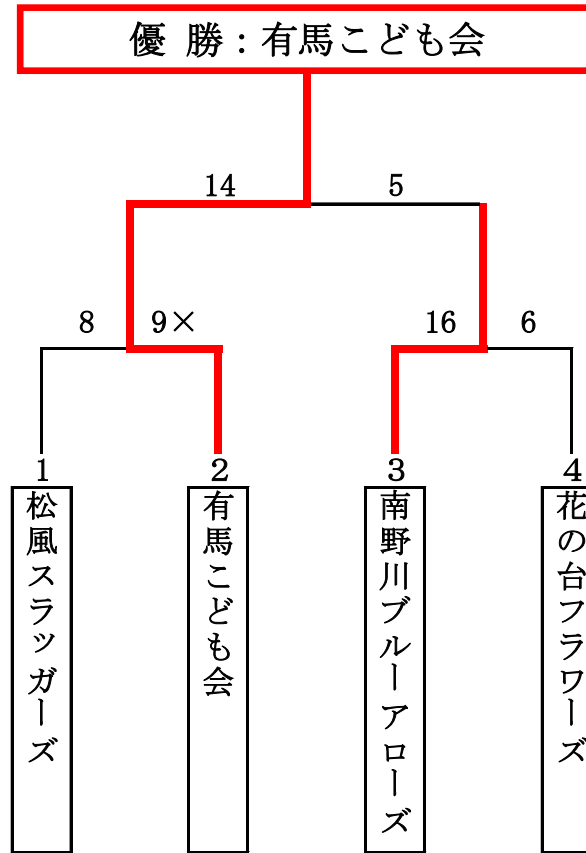 優 勝：有馬こども会
14
5
8
9×
16
6
1
2
3
4
松風スラッガーズ
有馬こども会
南野川ブルーアローズ
花の台フラワーズ